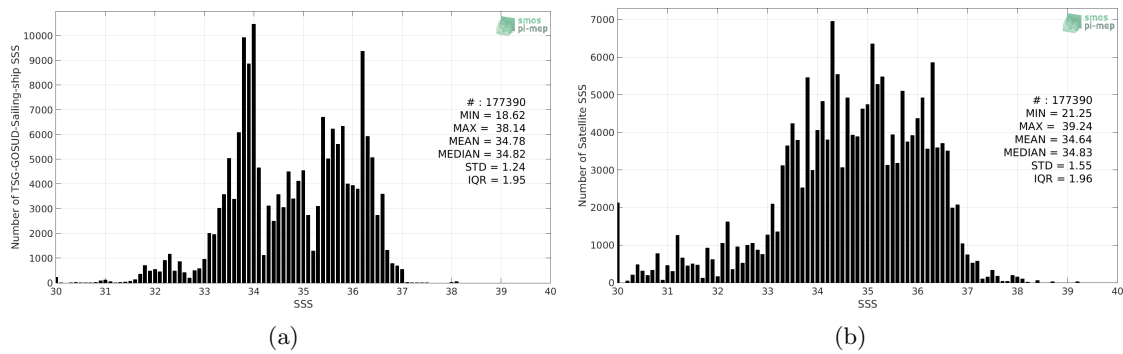 smos
pi-mep
Number of TSG-GOSUD-Sailing-ship SSS
10000
9000
8000
7000
6000
5000
4000
3000
2000
1000
0
# : 177390
MIN = 18.62
MAX = 38.14
MEAN = 34.78
MEDIAN = 34.82
STD = 1.24
IQR = 1.95
30 31 32 33 34 35 36 37 38 39 40
SSS
(a)
smos
pi-mep
Number of Satellite SSS
7000
6000
5000
4000
3000
2000
1000
0
# : 177390
MIN = 21.25
MAX = 39.24
MEAN = 34.64
MEDIAN = 34.83
STD = 1.55
IQR = 1.96
30 31 32 33 34 35 36 37 38 39 40
SSS
(b)